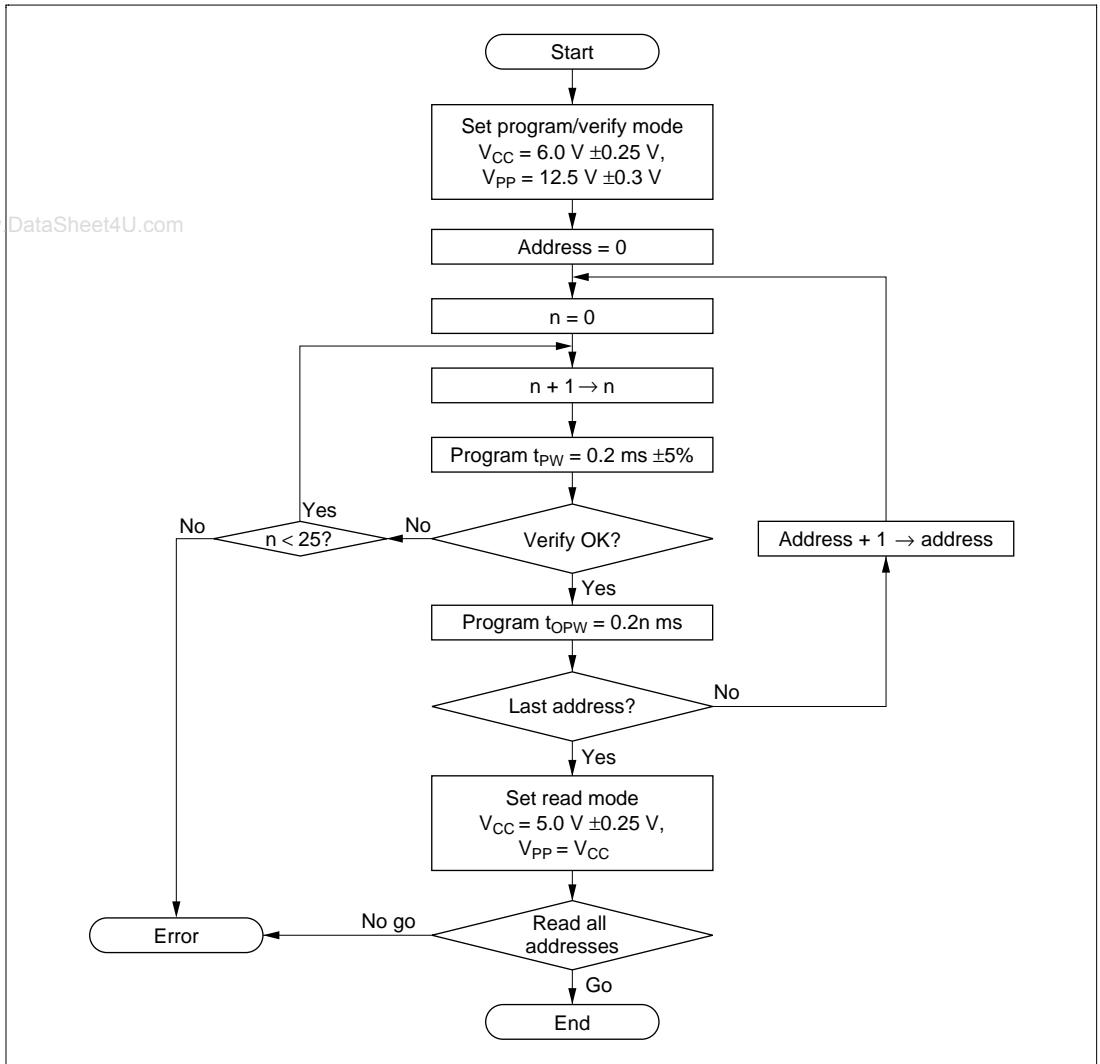 Start
Set program/verify mode
VCC = 6.0 V ±0.25 V,
VPP = 12.5 V ±0.3 V
.DataSheet4U.com
Address = 0
n = 0
n + 1 → n
Program tPW = 0.2 ms ±5%
Yes
No
n < 25?
No
Verify OK?
Address + 1 → address
Yes
Program tOPW = 0.2n ms
Last address?
No
Yes
Set read mode
VCC = 5.0 V ±0.25 V,
VPP = VCC
No go
Error
Read all
addresses
Go
End